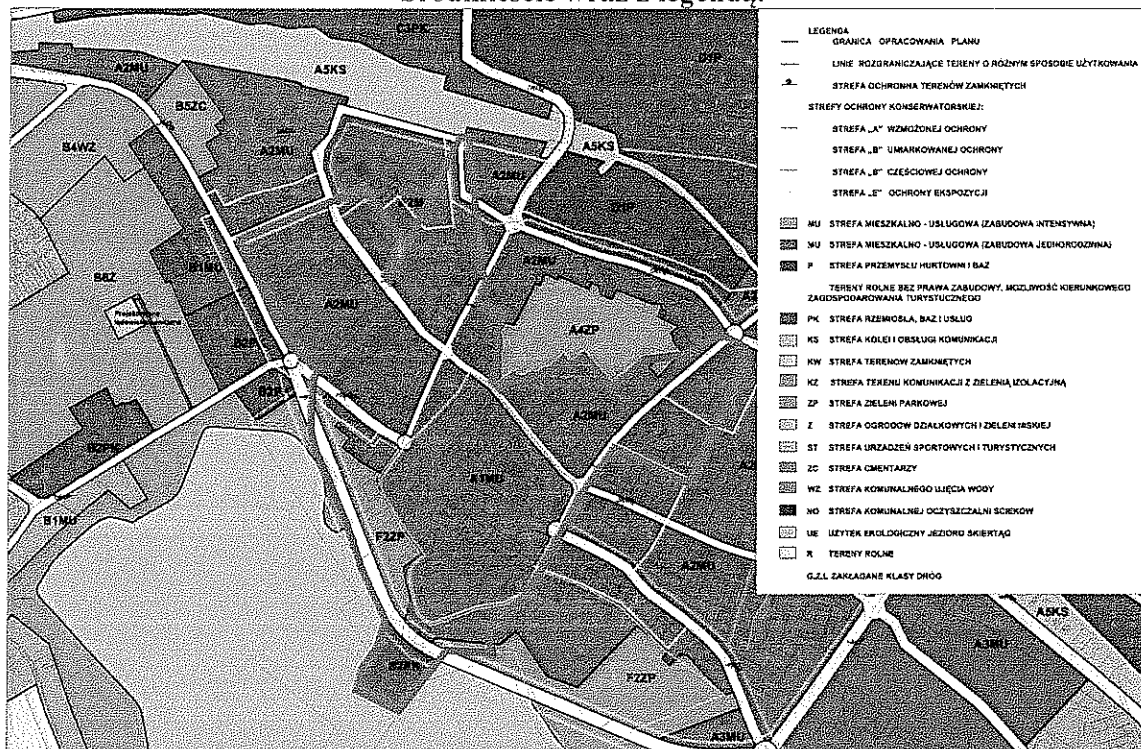 Śródmieście wraz z legendą.
LEGENDA
GRANICA OPRACOWANIA PLANU
LINIE ROZGRANICZAJĄCE TERENY O RÓŻNYM SPOSOBIE UŻYTKOWANIA
STREFA OCHRONNA TERENÓW ZAMKNIĘTYCH
STREFY OCHRONY KONSERWATORSKIEJ:
STREFA „A" WZMOŻONEJ OCHRONY
STREFA „B" UMIARKOWANEJ OCHRONY
STREFA „B" CZĘŚCIOWEJ OCHRONY
STREFA „E" OCHRONY EKSPOZYCJI
MU STREFA MIESZKALNO - USŁUGOWA (ZABUDOWA INTENSYWNA)
MU STREFA MIESZKALNO - USŁUGOWA (ZABUDOWA JEDNORODZINNA)
P STREFA PRZEMYSŁU HURTOWNI I BAZ
TERENY ROLNE BEZ PRAWA ZABUDOWY, MOŻLIWOŚĆ KIERUNKOWEGO
ZAGOSPODAROWANIA TURYSTYCZNEGO
PK STREFA RZEMIOSŁA, BAZ I USŁUG
KS STREFA KOLEI I OBSŁUGI KOMUNIKACJI
KW STREFA TERENÓW ZAMKNIĘTYCH
KZ STREFA TERENU KOMUNIKACJI Z ZIELENIĄ IZOLACYJNĄ
ZP STREFA ZIELENI PARKOWEJ
Z STREFA OGRODÓW DZIAŁKOWYCH I ZIELENI NISKIEJ
ST STREFA URZĄDZEŃ SPORTOWYCH I TURYSTYCZNYCH
ZC STREFA CMENTARZY
WZ STREFA KOMUNALNEGO UJĘCIA WODY
NO STREFA KOMUNALNEJ OCZYSZCZALNI ŚCIEKÓW
UE UŻYTEK EKOLOGICZNY JEZIORO SKIERTĄG
R TERENY ROLNE
G,Z,L ZAKŁADANE KLASY DRÓG
A2MU
A5KS
B5ZC
B4WZ
A2MU
A5KS
A2MU
A2MU
B1MU
A2MU
A4ZP
A2MU
A1MU
B1MU
F2ZP
A2MU
F2ZP
A5KS
A3MU
A3MU